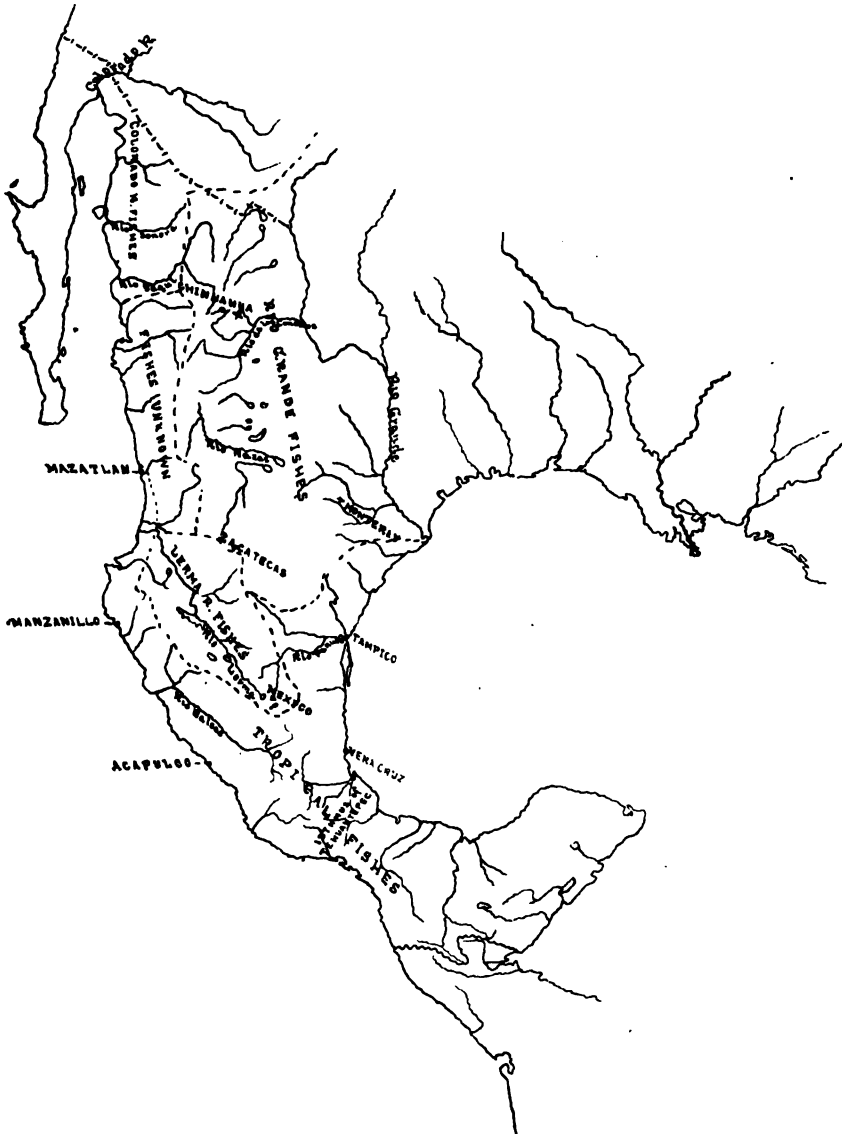 Colorado R
COLORADO R. FISHES
Rio Sonora
CHIHUAHUA
RIO GRANDE FISHES
Rio Grande
FISHES UNKNOWN
Rio Nazas
MAZATLAN
MONTEREY
ZACATECAS
LERMA R. FISHES
MANZANILLO
Rio Lerma
TAMPICO
MEXICO
Rio Balsas
TROPICAL FISHES
ACAPULCO
VERA CRUZ